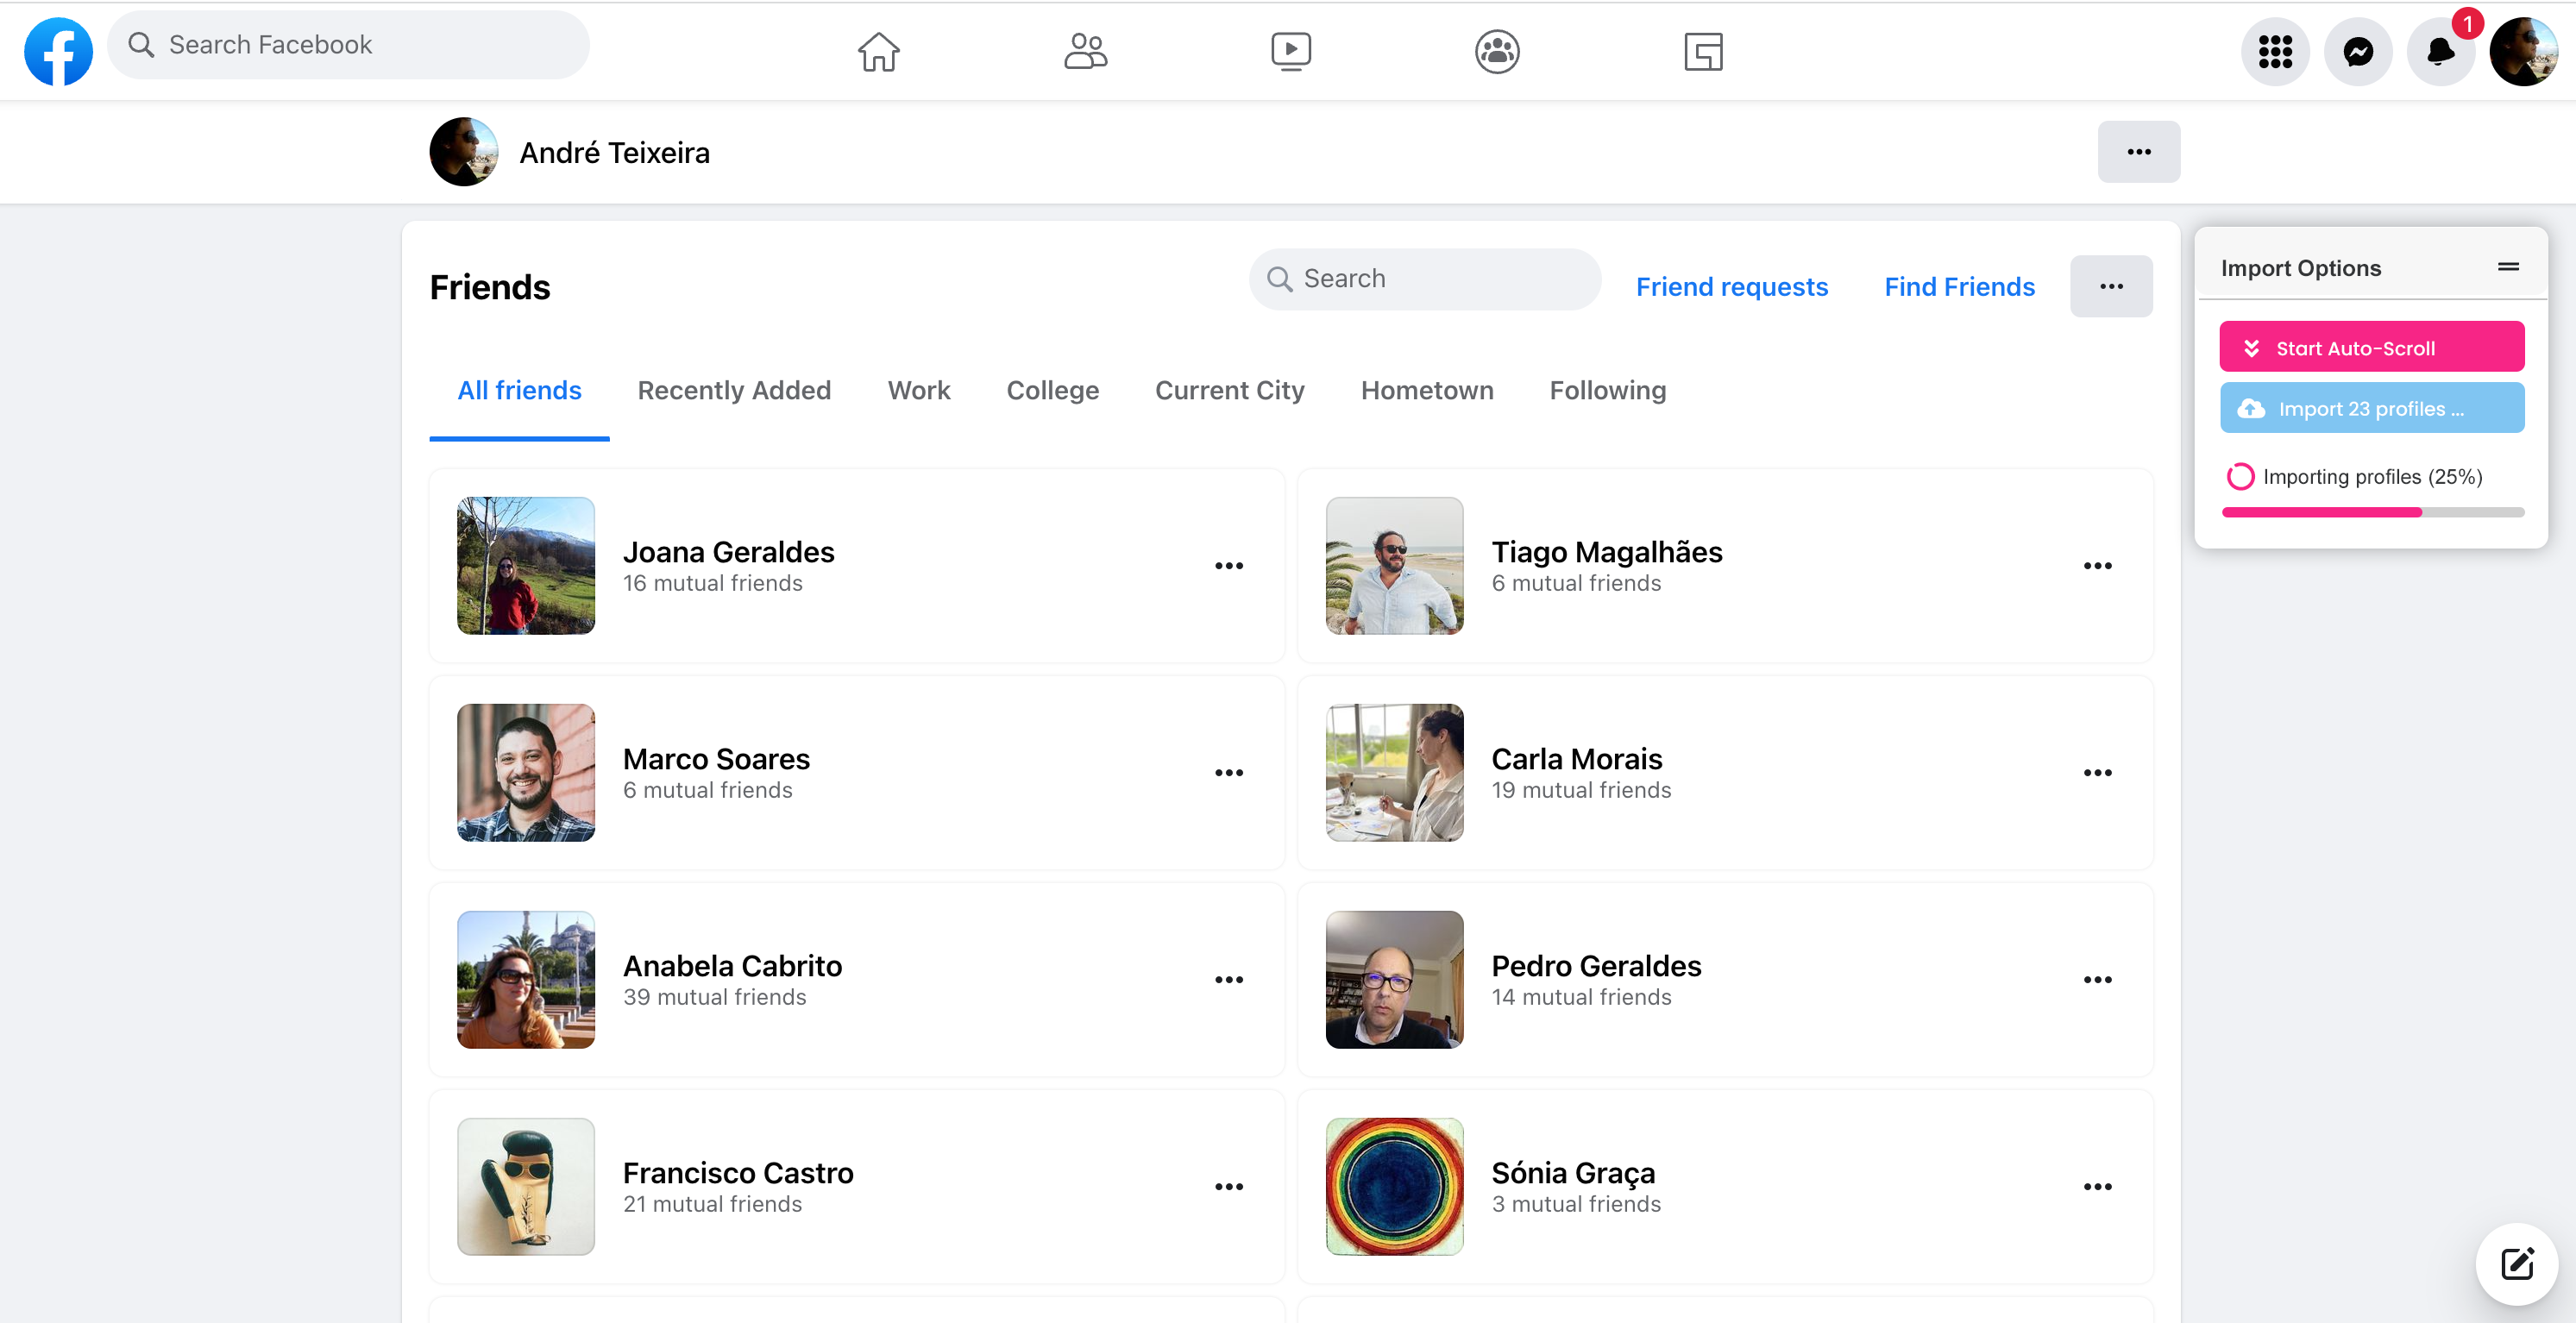 Search Facebook
1
André Teixeira
Friends
Search
Friend requests
Find Friends
All friends
Recently Added
Work
College
Current City
Hometown
Following
Joana Geraldes
16 mutual friends
Tiago Magalhães
6 mutual friends
Marco Soares
6 mutual friends
Carla Morais
19 mutual friends
Anabela Cabrito
39 mutual friends
Pedro Geraldes
14 mutual friends
Francisco Castro
21 mutual friends
Sónia Graça
3 mutual friends
Import Options
Start Auto-Scroll
Import 23 profiles ...
Importing profiles (25%)